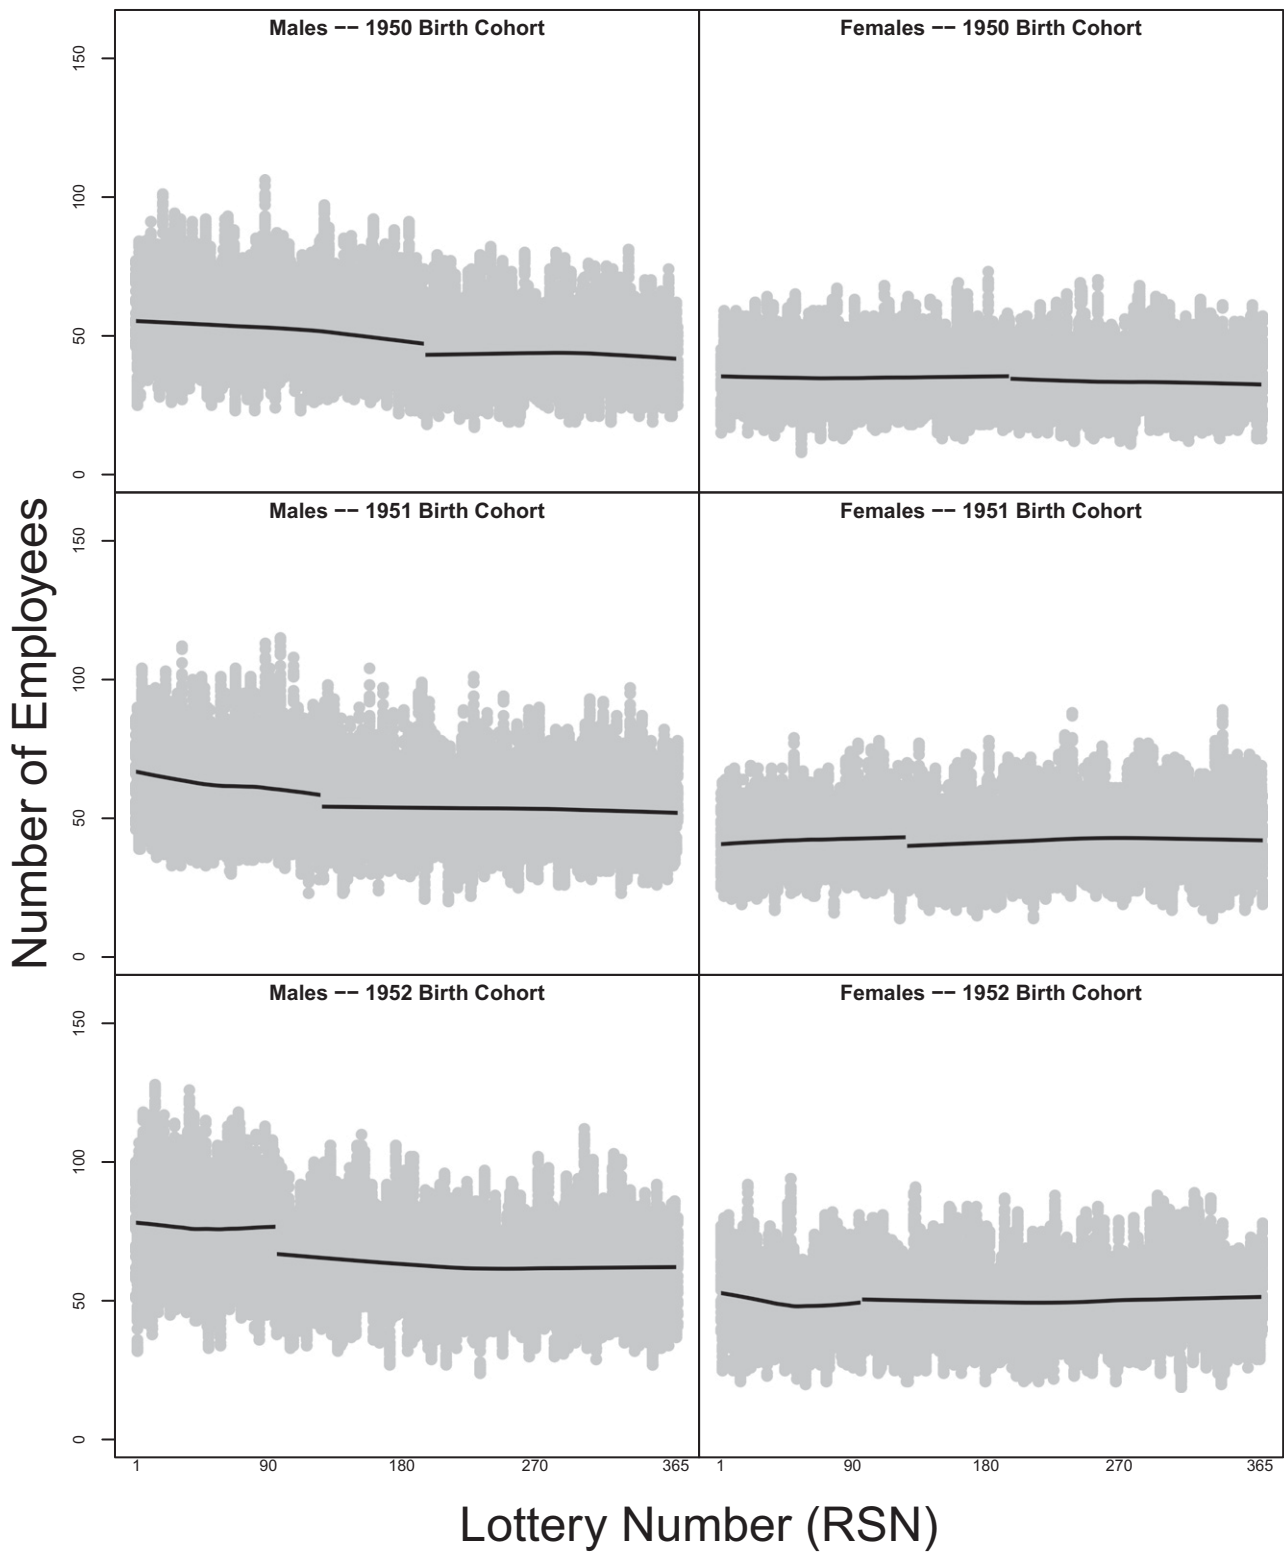 Males −− 1950 Birth Cohort
Females −− 1950 Birth Cohort
150
100
50
0
Males −− 1951 Birth Cohort
Females −− 1951 Birth Cohort
150
100
50
0
Males −− 1952 Birth Cohort
Females −− 1952 Birth Cohort
150
100
50
0
Number of Employees
1 90 180 270 365 1 90 180 270 365
Lottery Number (RSN)